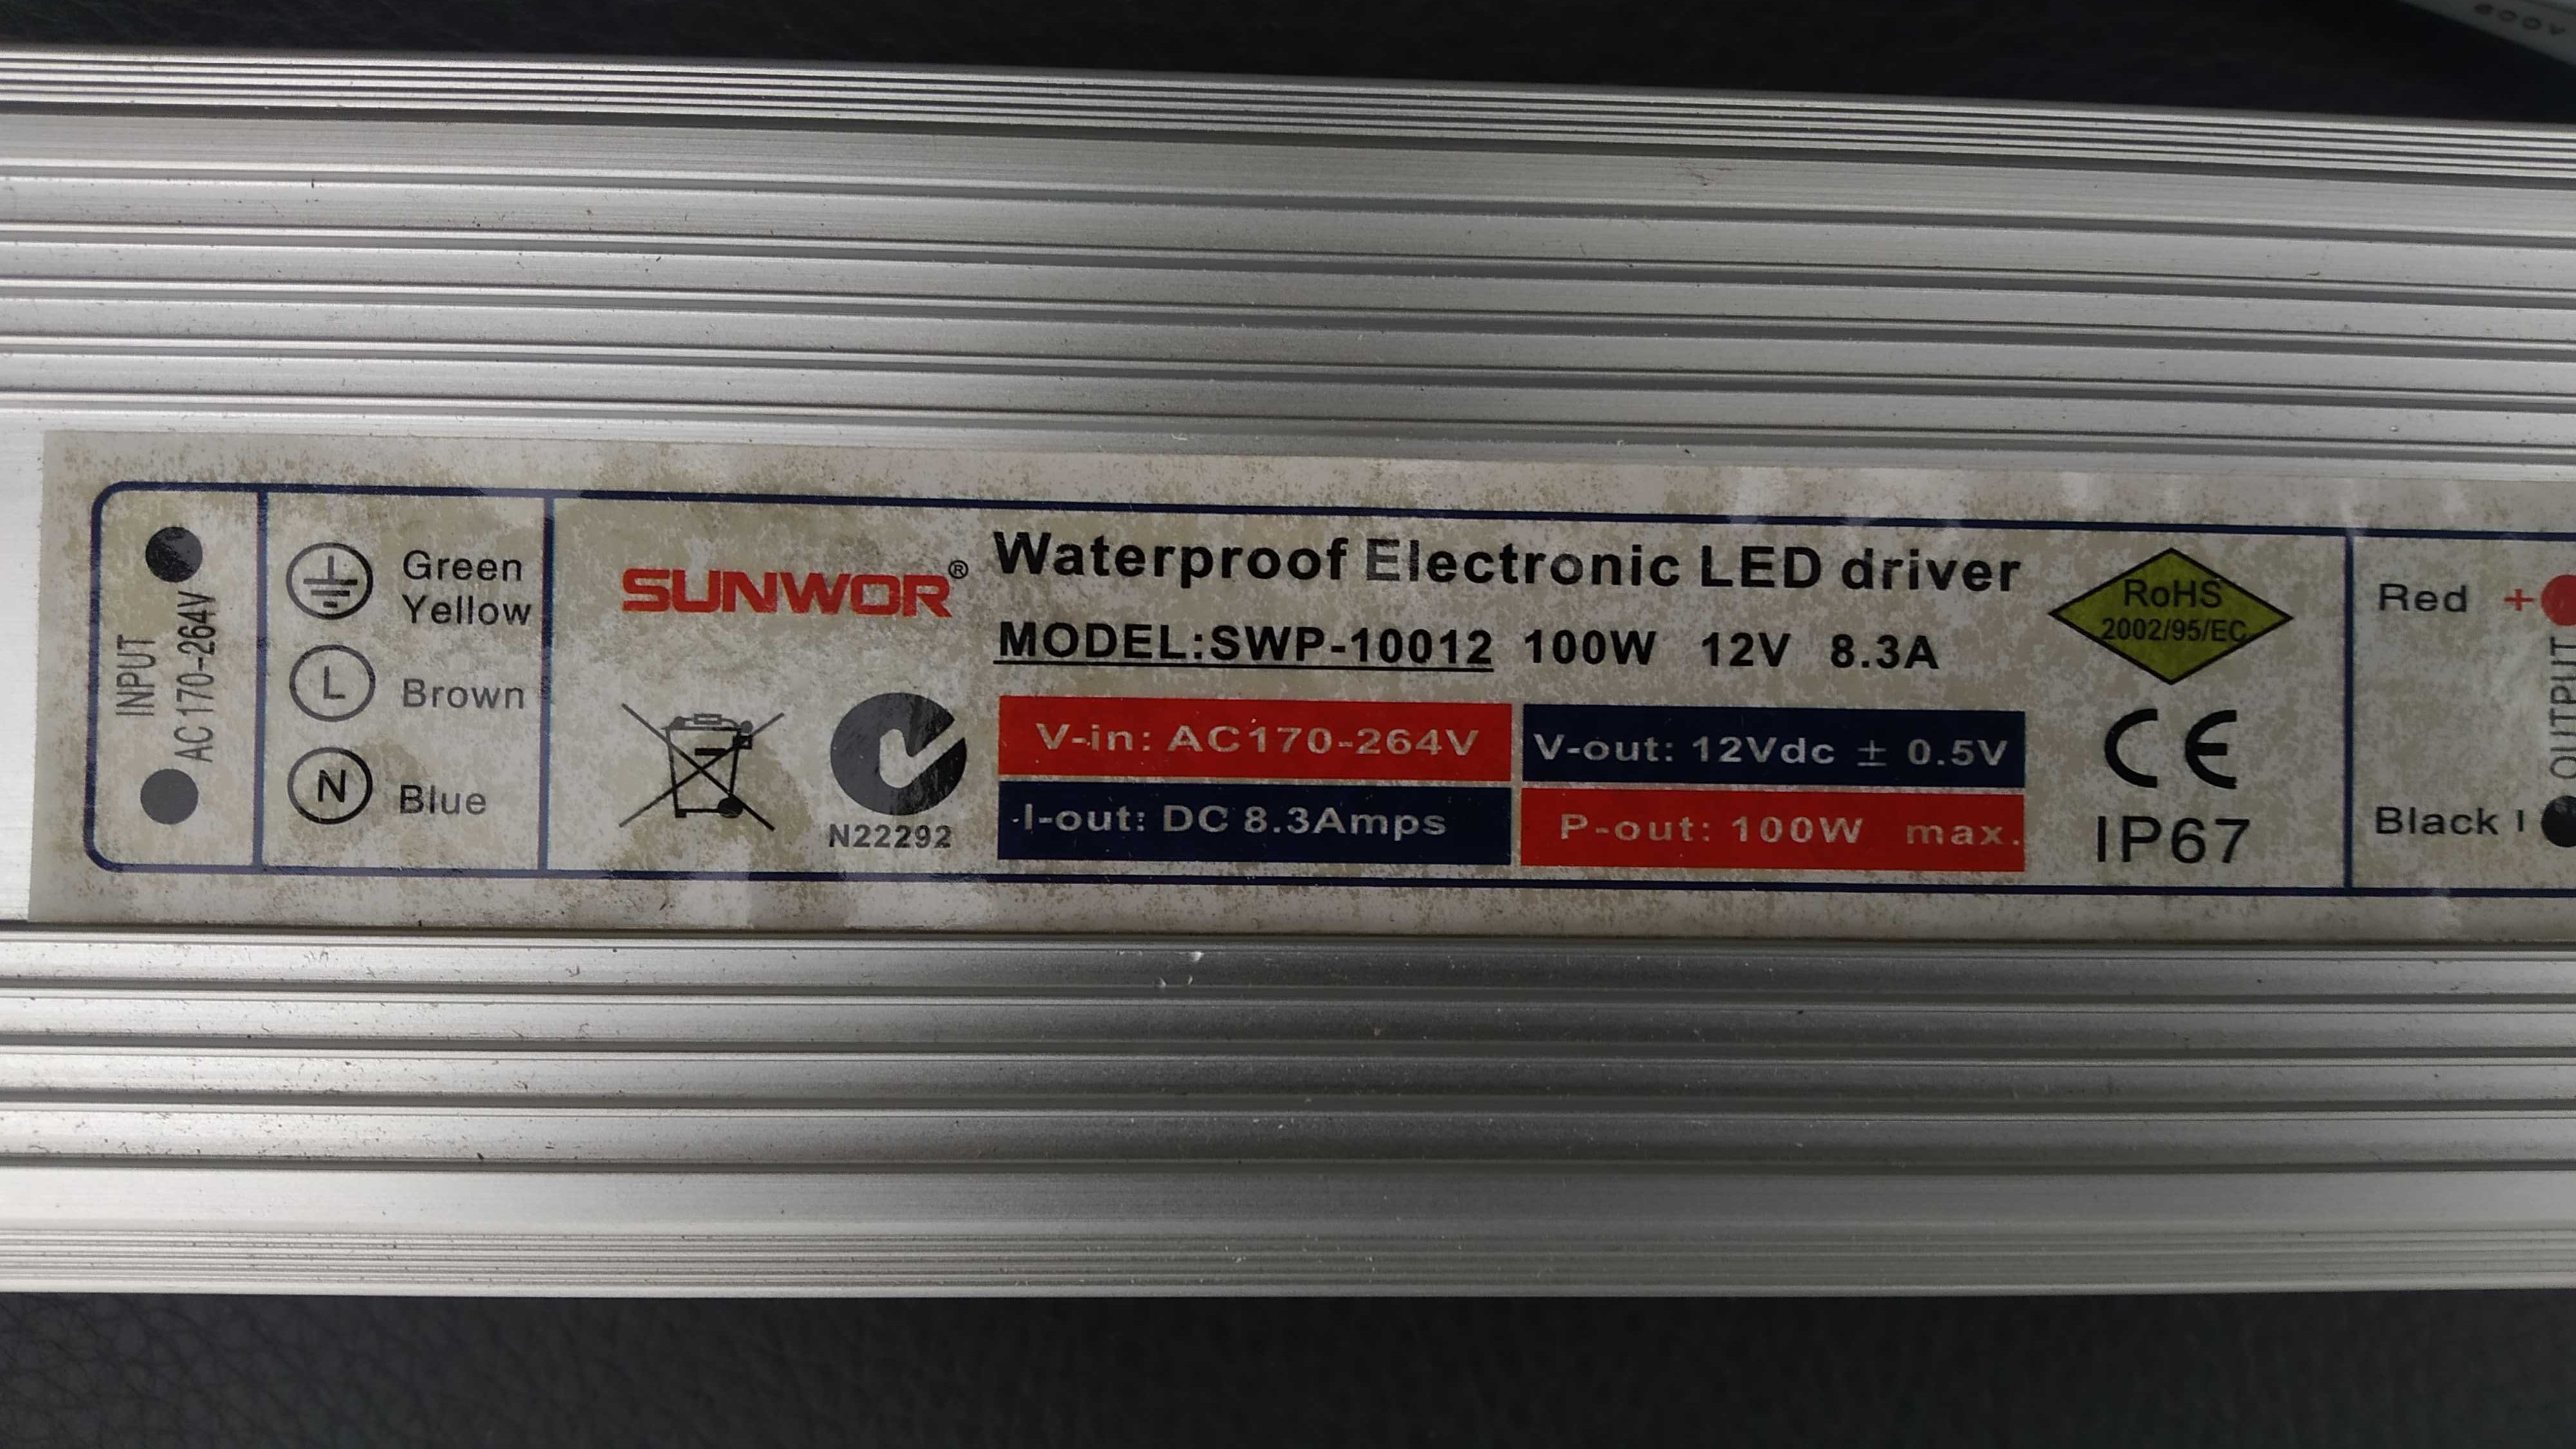 INPUT
AC170-264V
Green
Yellow
L Brown
N Blue
SUNWOR®
Waterproof Electronic LED driver
MODEL:SWP-10012 100W 12V 8.3A
V-in: AC170-264V
V-out: 12Vdc ± 0.5V
I-out: DC 8.3Amps
P-out: 100W max.
N22292
RoHS
2002/95/EC
CE
IP67
Red +
OUTPUT
Black